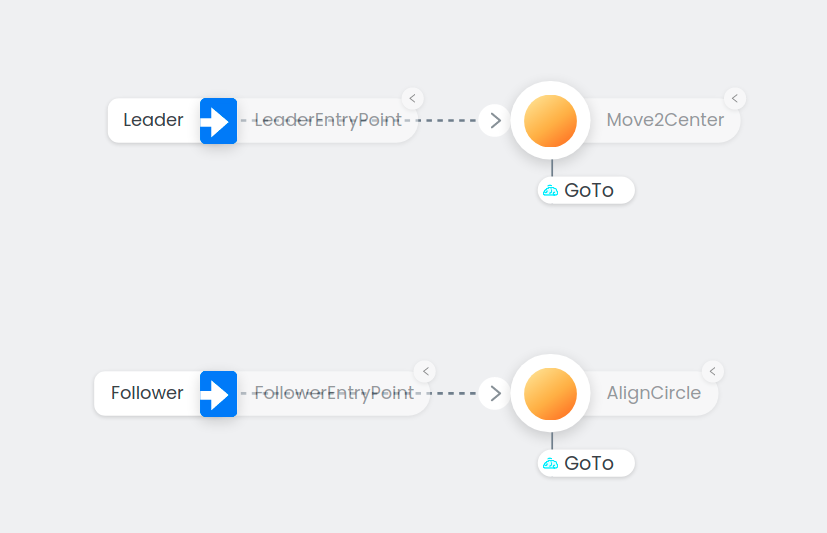 Leader LeaderEntryPoint Move2Center
GoTo
Follower FollowerEntryPoint AlignCircle
GoTo